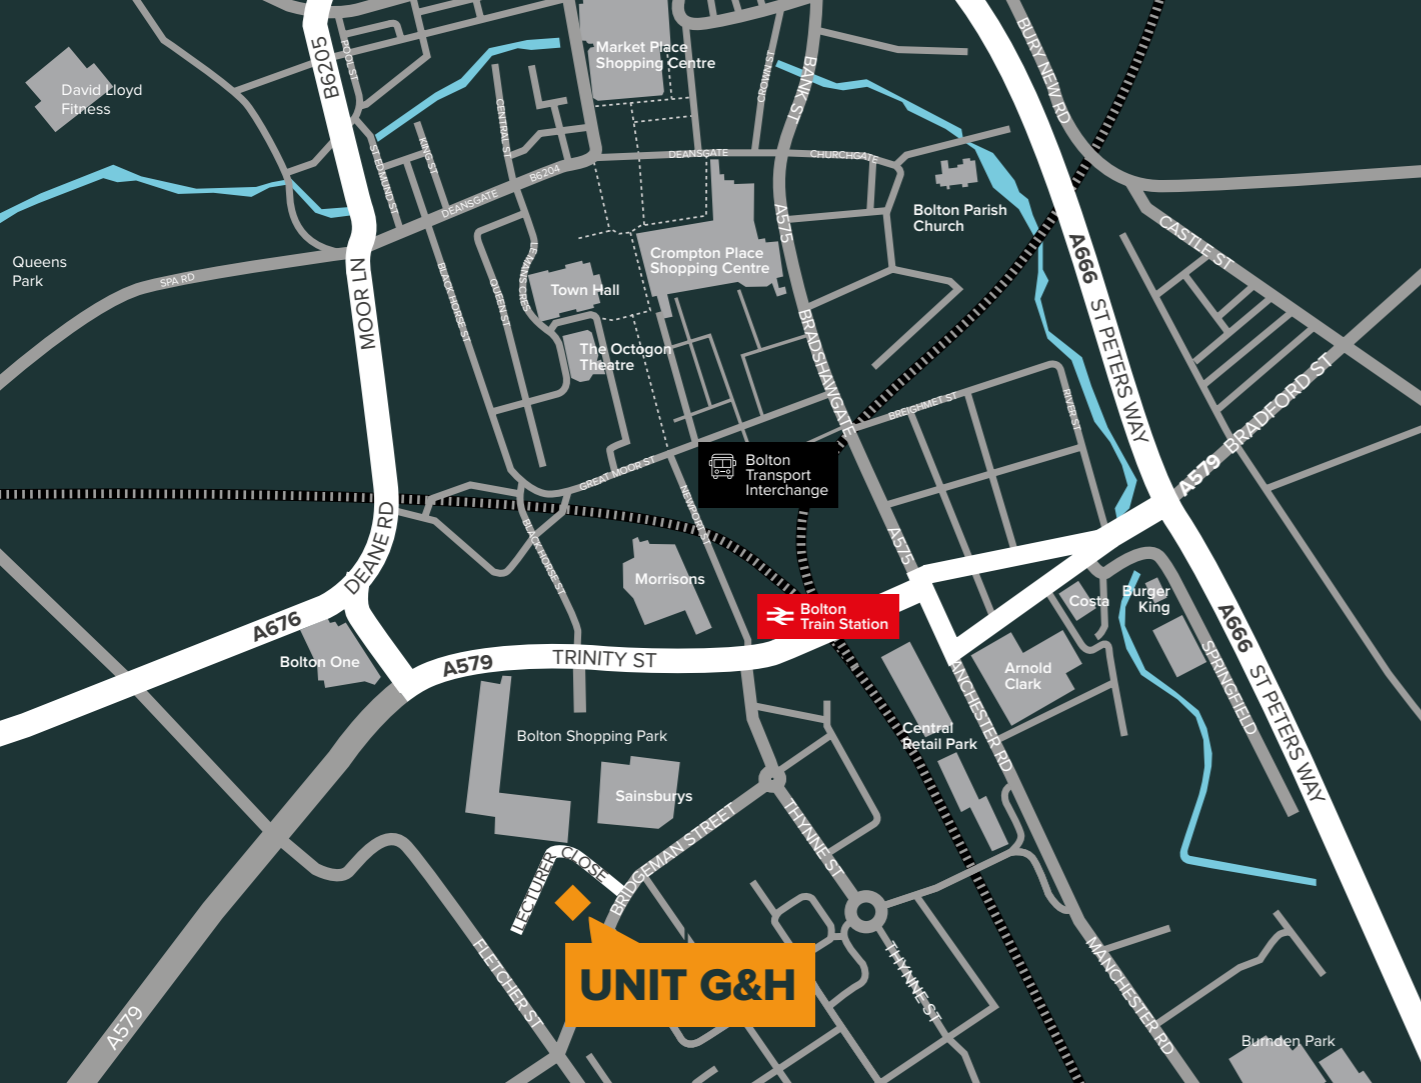 B6205
POOL ST
David Lloyd
Fitness
Market Place
Shopping Centre
CROWN ST
BANK ST
BURY NEW RD
CENTRAL ST
KING ST
ST EDMUND ST
DEANSGATE
B6204
DEANSGATE
CHURCHGATE
Bolton Parish
Church
CASTLE ST
A575
A666
Queens
Park
SPA RD
MOOR LN
BLACK HORSE ST
QUEEN ST
LE MANS CRES
Town Hall
Crompton Place
Shopping Centre
The Octogon
Theatre
BRADSHAWGATE
ST PETERS WAY
BREIGHMET ST
RIVER ST
A579
BRADFORD ST
GREAT MOOR ST
Bolton
Transport
Interchange
NEWPORT ST
DEANE RD
BLACK HORSE ST
A575
Morrisons
Bolton
Train Station
Costa
Burger
King
A676
Bolton One
A579
TRINITY ST
Arnold
Clark
SPRINGFIELD
A666
ST PETERS WAY
Central
Retail Park
MANCHESTER RD
Bolton Shopping Park
Sainsburys
BRIDGEMAN STREET
THYNNE ST
LECTURER
CLOSE
FLETCHER ST
UNIT G&H
THYNNE ST
MANCHESTER RD
A579
Burnden Park